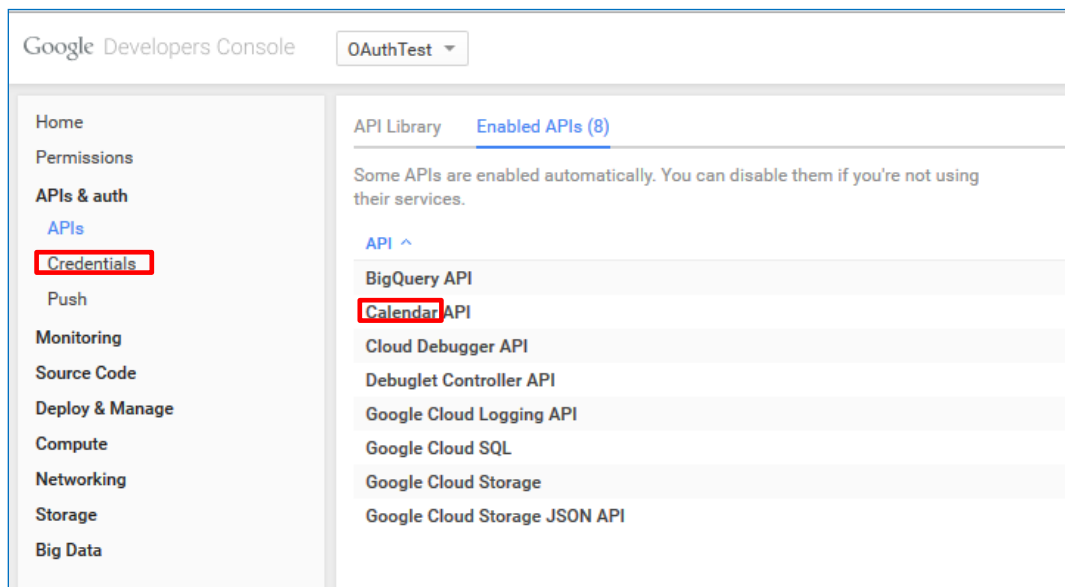 Google Developers Console
OAuthTest
Home
Permissions
APIs & auth
APIs
Credentials
Push
Monitoring
Source Code
Deploy & Manage
Compute
Networking
Storage
Big Data
API Library Enabled APIs (8)
Some APIs are enabled automatically. You can disable them if you're not using
their services.
API
BigQuery API
Calendar API
Cloud Debugger API
Debuglet Controller API
Google Cloud Logging API
Google Cloud SQL
Google Cloud Storage
Google Cloud Storage JSON API